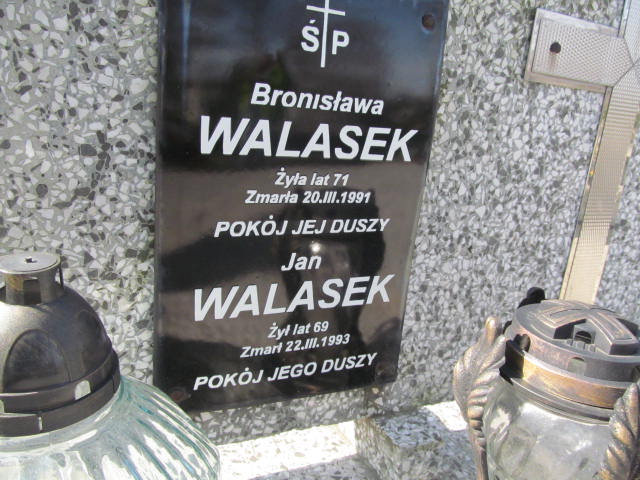 Ś P
Bronisława
WALASEK
Żyła lat 71
Zmarła 20.III.1991
POKÓJ JEJ DUSZY
Jan
WALASEK
Żył lat 69
Zmarł 22.III.1993
POKÓJ JEGO DUSZY